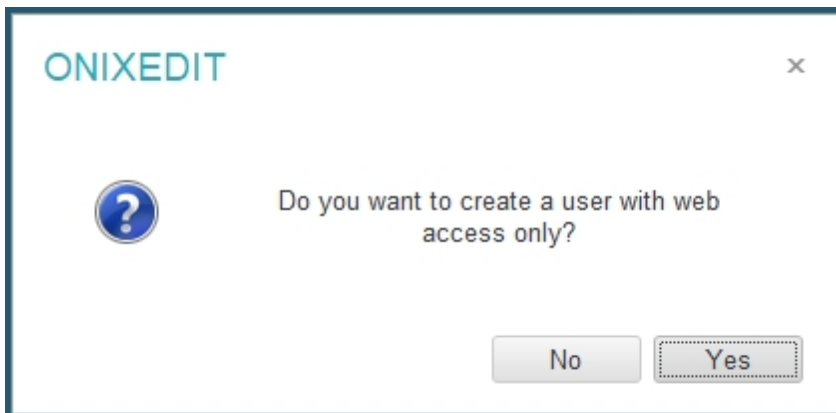 ONIXEDIT
Do you want to create a user with web
access only?
No Yes